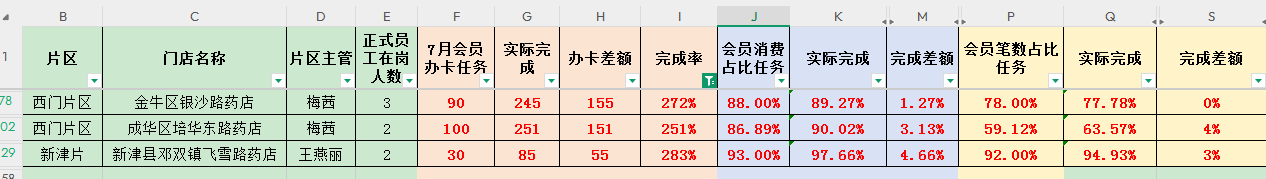 B C D E F G H I J K M P Q S
1 片区 门店名称 片区主管 正式员工在岗人数 7月会员办卡任务 实际完成 办卡差额 完成率 会员消费占比任务 实际完成 完成差额 会员笔数占比任务 实际完成 完成差额
78 西门片区 金牛区银沙路药店 梅茜 3 90 245 155 272% 88.00% 89.27% 1.27% 78.00% 77.78% 0%
02 西门片区 成华区培华东路药店 梅茜 2 100 251 151 251% 86.89% 90.02% 3.13% 59.12% 63.57% 4%
29 新津片 新津县邓双镇飞雪路药店 王燕丽 2 30 85 55 283% 93.00% 97.66% 4.66% 92.00% 94.93% 3%